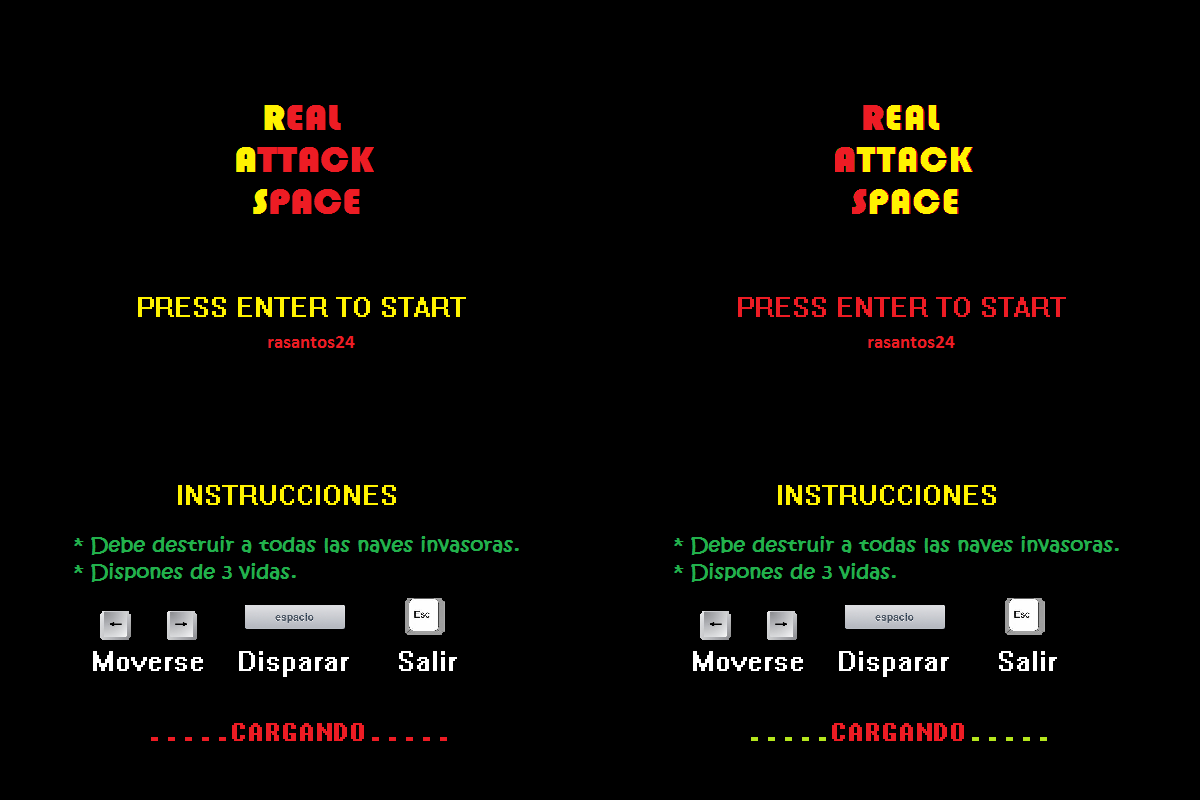 REAL
ATTACK
SPACE
PRESS ENTER TO START
rasantos24
REAL
ATTACK
SPACE
PRESS ENTER TO START
rasantos24
INSTRUCCIONES
* Debe destruir a todas las naves invasoras.
* Dispones de 3 vidas.
← → espacio Esc
Moverse Disparar Salir
.....CARGANDO.....
INSTRUCCIONES
* Debe destruir a todas las naves invasoras.
* Dispones de 3 vidas.
← → espacio Esc
Moverse Disparar Salir
.....CARGANDO.....